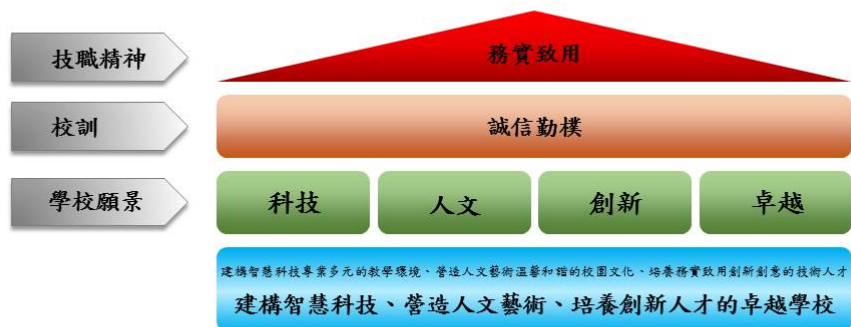 技職精神
務實致用
校訓
誠信勤樸
學校願景
科技
人文
創新
卓越
建構智慧科技專業多元的教學環境、營造人文藝術溫馨和諧的校園文化、培養務實致用創新創意的技術人才
建構智慧科技、營造人文藝術、培養創新人才的卓越學校